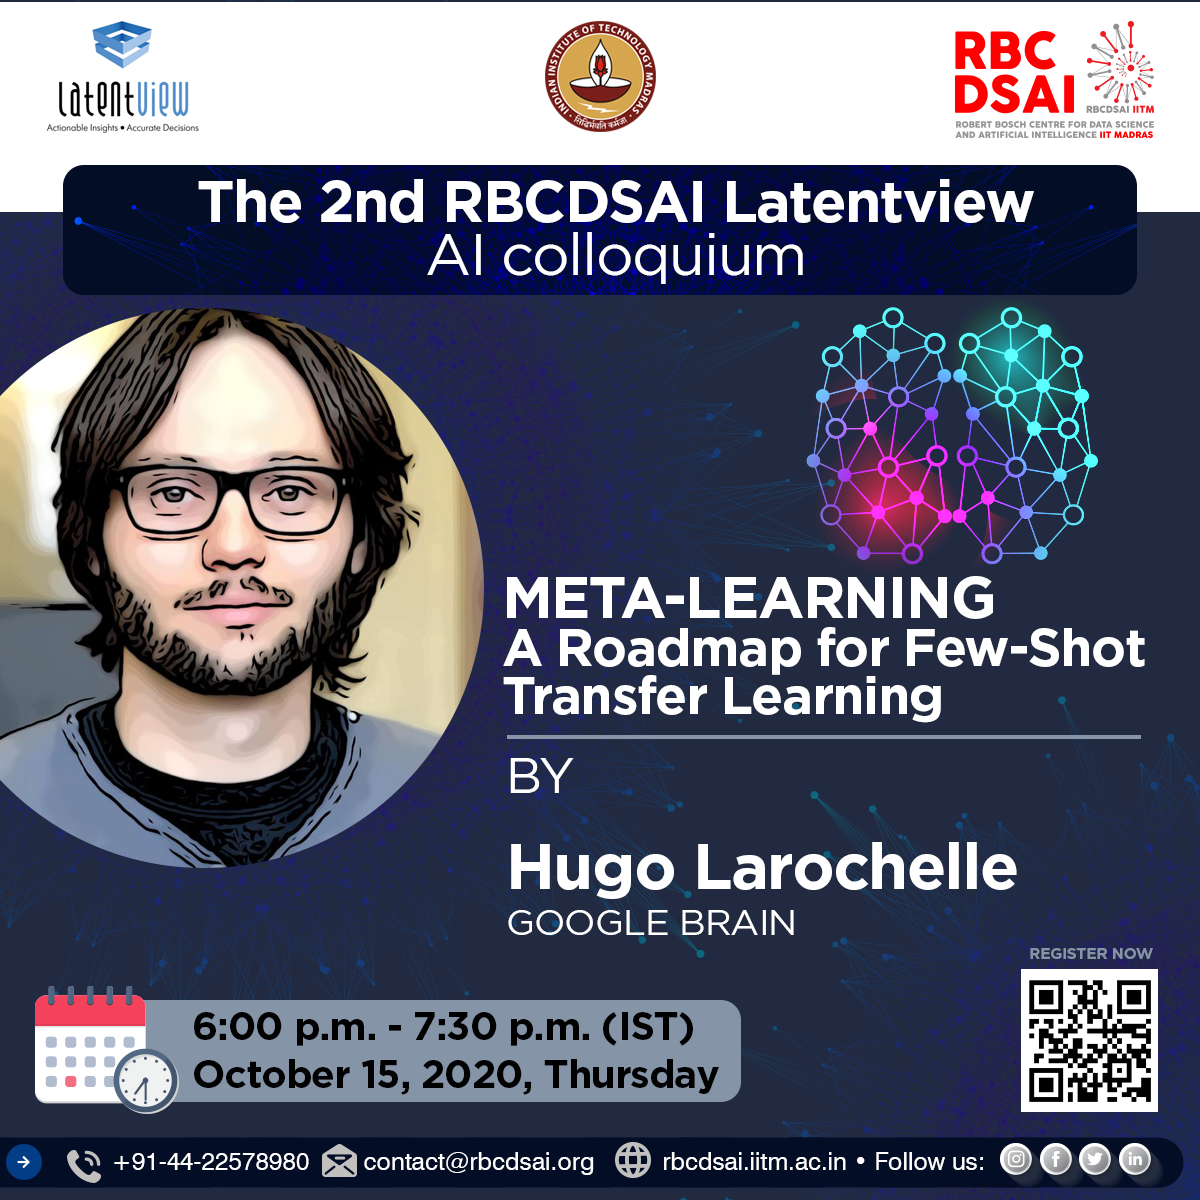 LatentView
Actionable Insights • Accurate Decisions
INDIAN INSTITUTE OF TECHNOLOGY MADRAS
सिद्धिर्भवति कर्मजा
RBC
DSAI
RBCDSAI IITM
ROBERT BOSCH CENTRE FOR DATA SCIENCE
AND ARTIFICIAL INTELLIGENCE IIT MADRAS
The 2nd RBCDSAI Latentview
AI colloquium
META-LEARNING
A Roadmap for Few-Shot
Transfer Learning
BY
Hugo Larochelle
GOOGLE BRAIN
REGISTER NOW
6:00 p.m. - 7:30 p.m. (IST)
October 15, 2020, Thursday
+91-44-22578980 contact@rbcdsai.org rbcdsai.iitm.ac.in • Follow us: